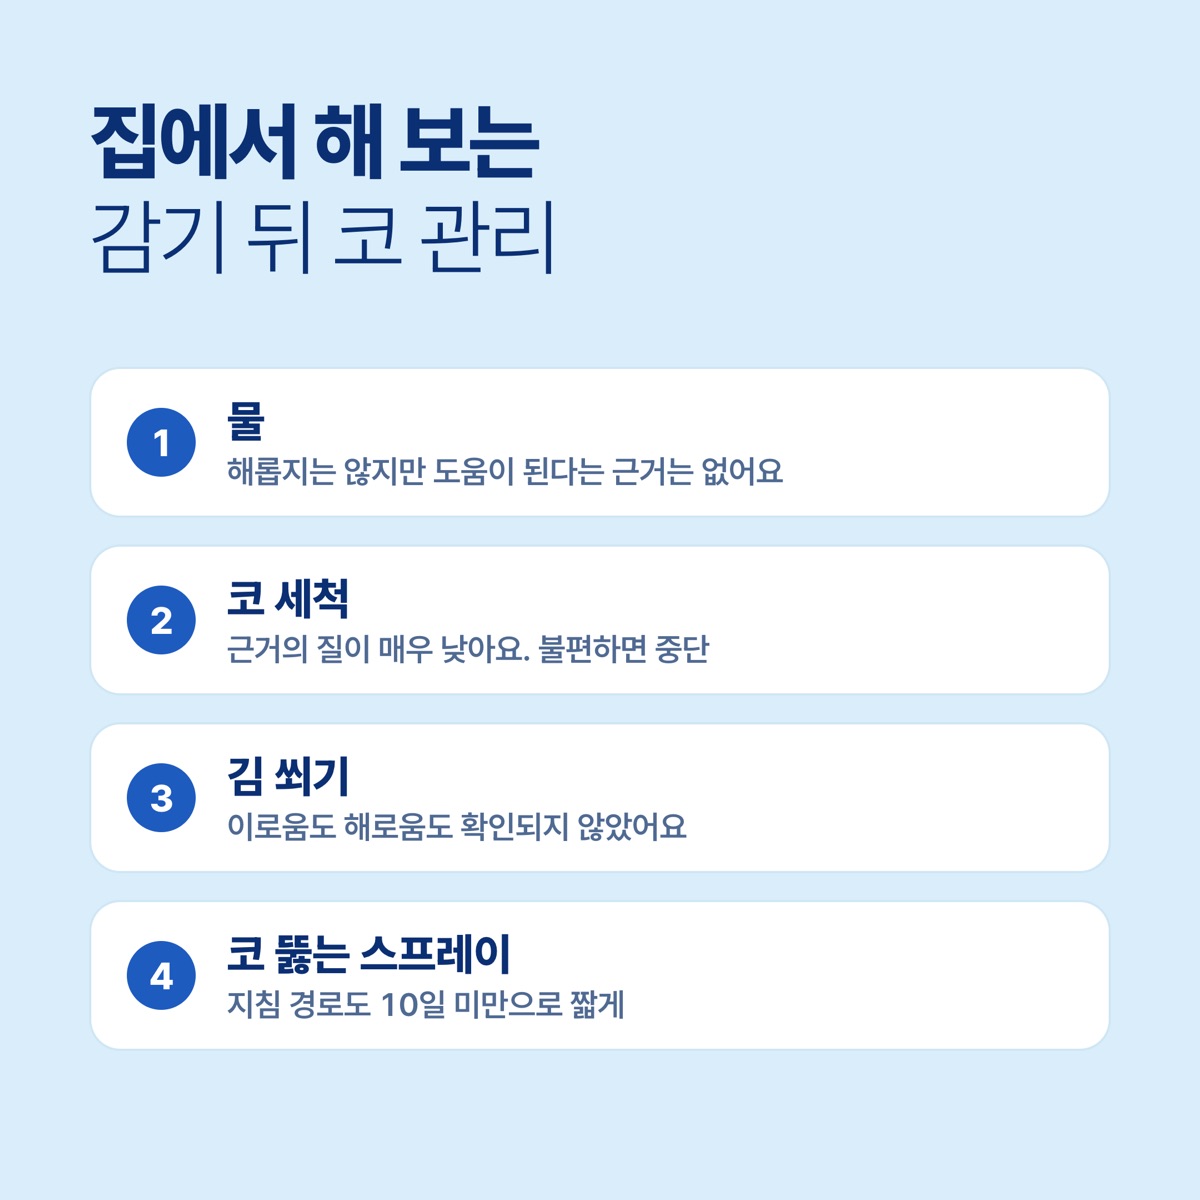 집에서 해 보는
감기 뒤 코 관리
1
물
해롭지는 않지만 도움이 된다는 근거는 없어요
2
코 세척
근거의 질이 매우 낮아요. 불편하면 중단
3
김 쐬기
이로움도 해로움도 확인되지 않았어요
4
코 뚫는 스프레이
지침 경로도 10일 미만으로 짧게